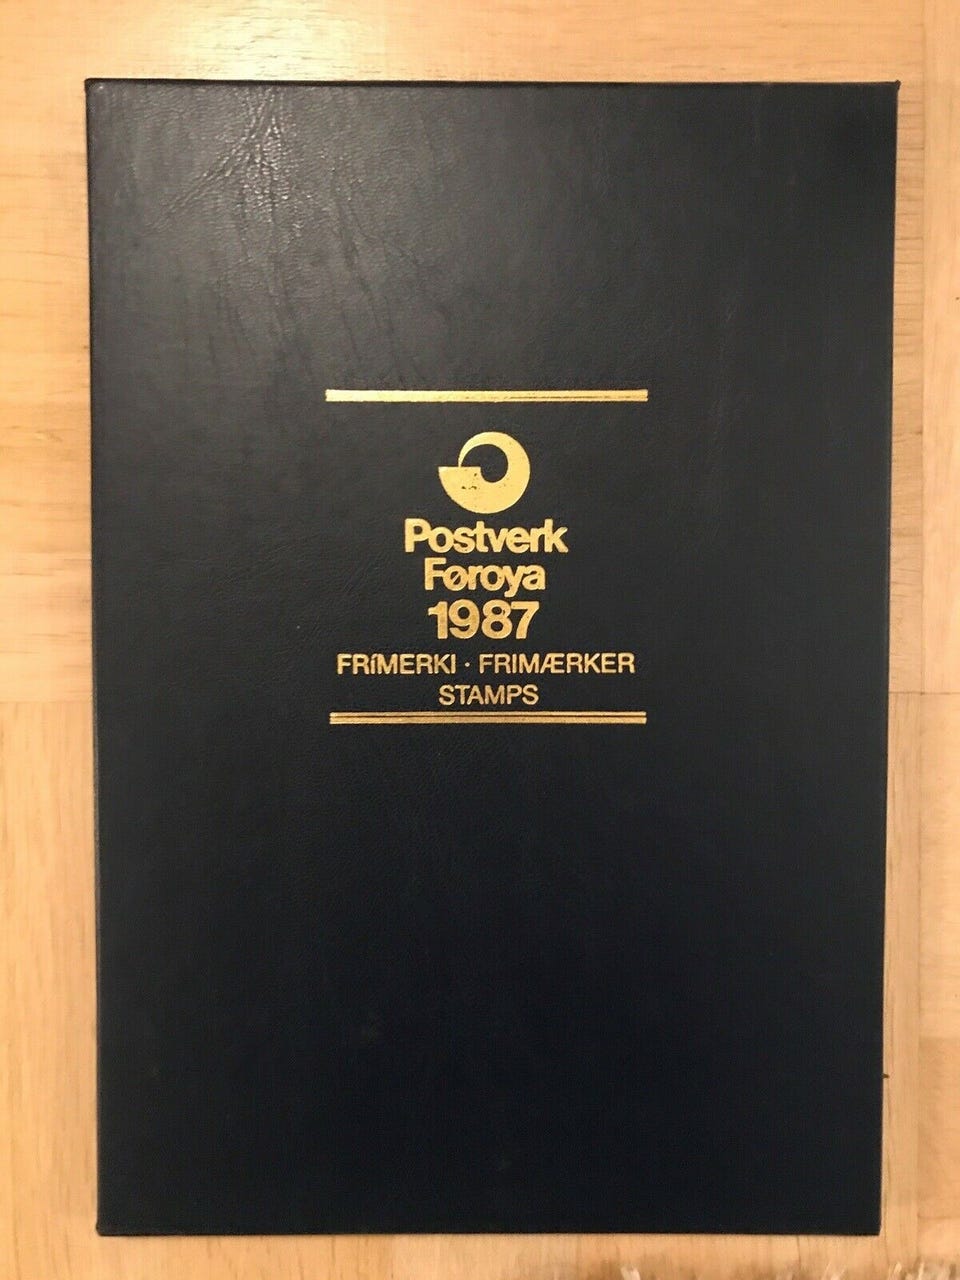 Postverk
Føroya
1987
FRíMERKI · FRIMÆRKER
STAMPS